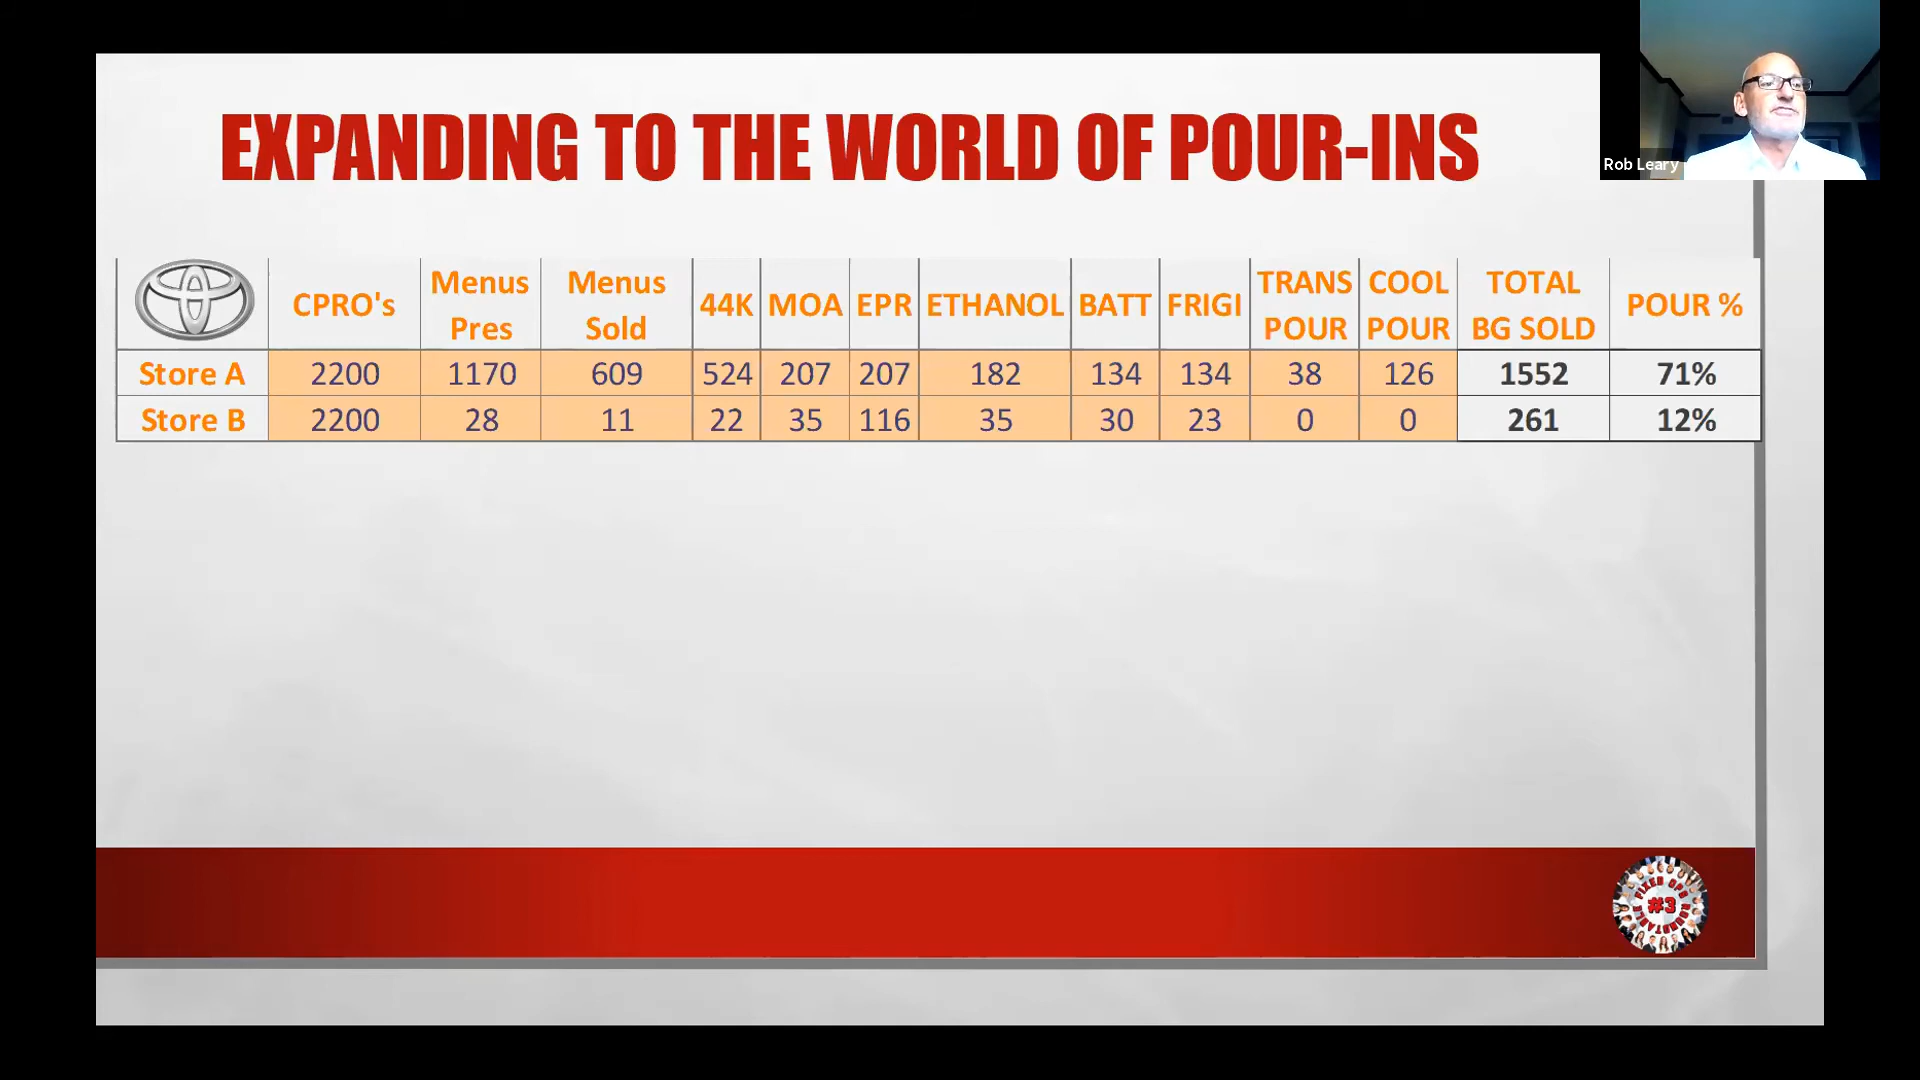 EXPANDING TO THE WORLD OF POUR-INS
Rob Leary
CPRO's Menus Pres Menus Sold 44K MOA EPR ETHANOL BATT FRIGI TRANS POUR COOL POUR TOTAL BG SOLD POUR %
Store A 2200 1170 609 524 207 207 182 134 134 38 126 1552 71%
Store B 2200 28 11 22 35 116 35 30 23 0 0 261 12%
FIXED OPS ROUNDTABLE
#3